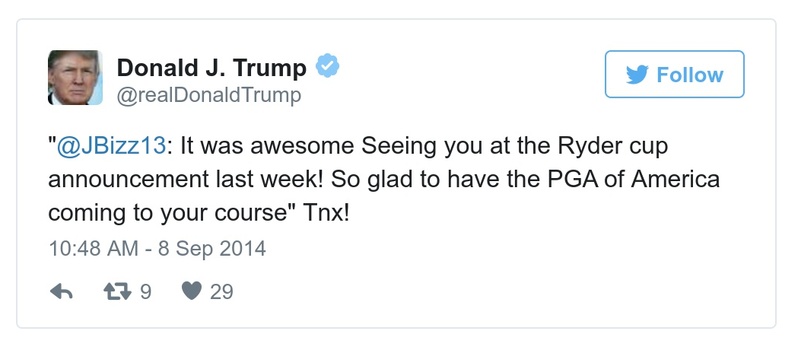 Donald J. Trump
@realDonaldTrump
Follow
"@JBizz13: It was awesome Seeing you at the Ryder cup
announcement last week! So glad to have the PGA of America
coming to your course" Tnx!
10:48 AM - 8 Sep 2014
9 29